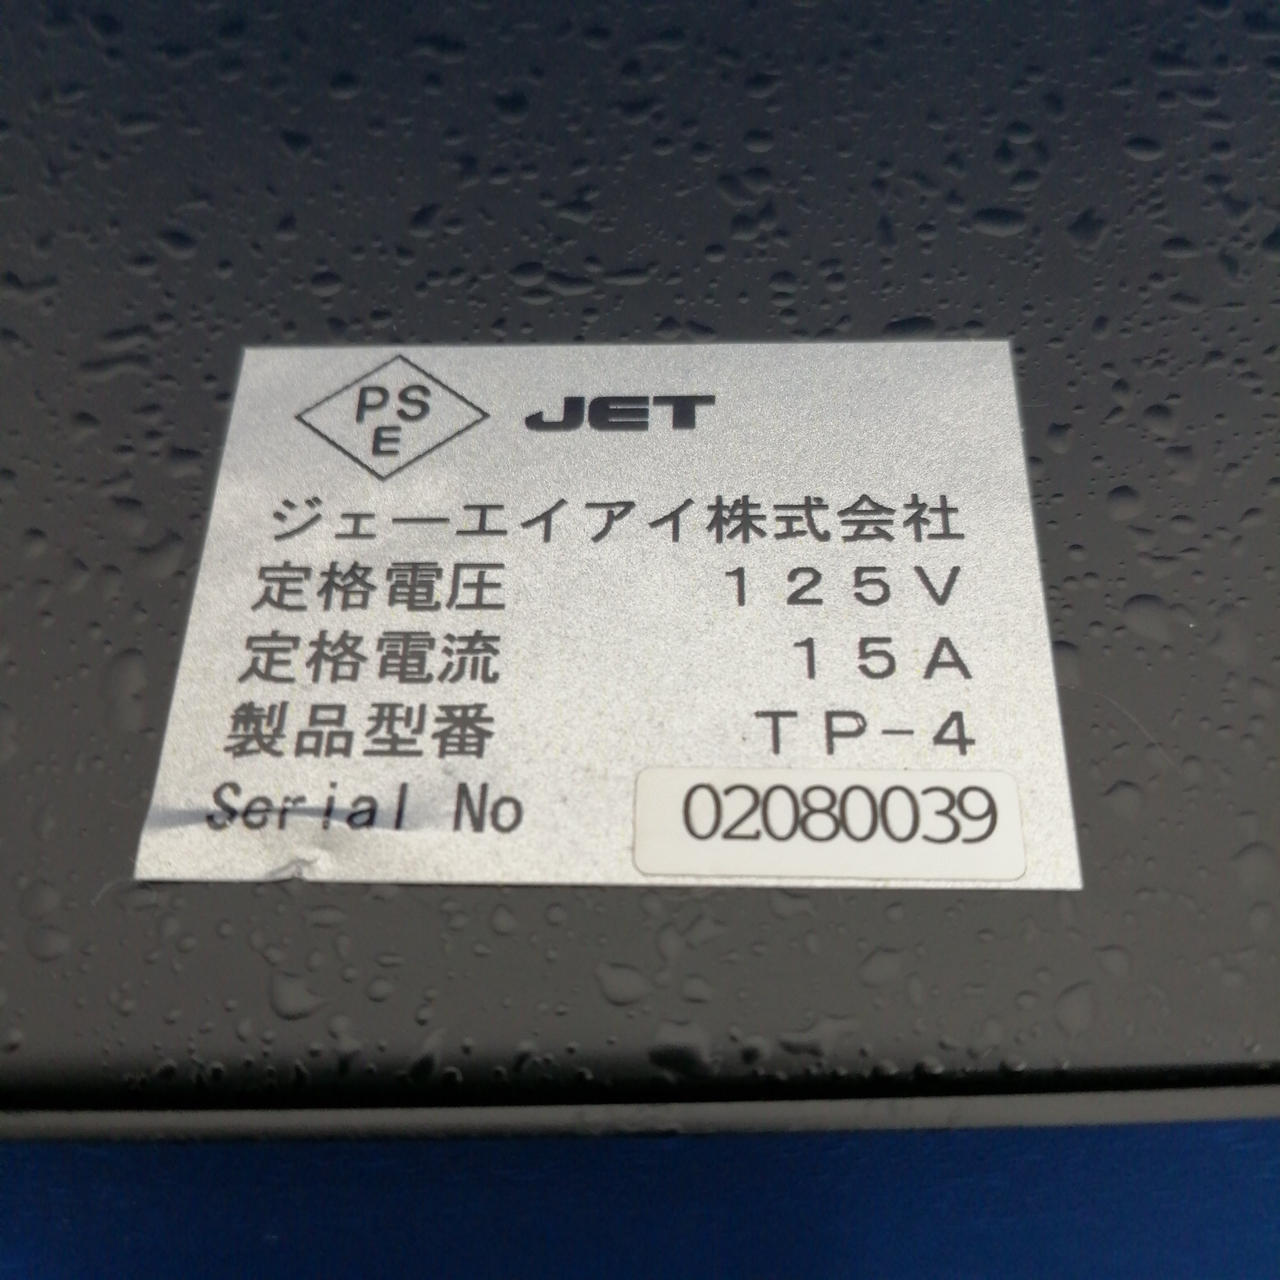 PS
E
JET
ジェーエイアイ株式会社
定格電圧 125V
定格電流 15A
製品型番 TP-4
Serial No 02080039